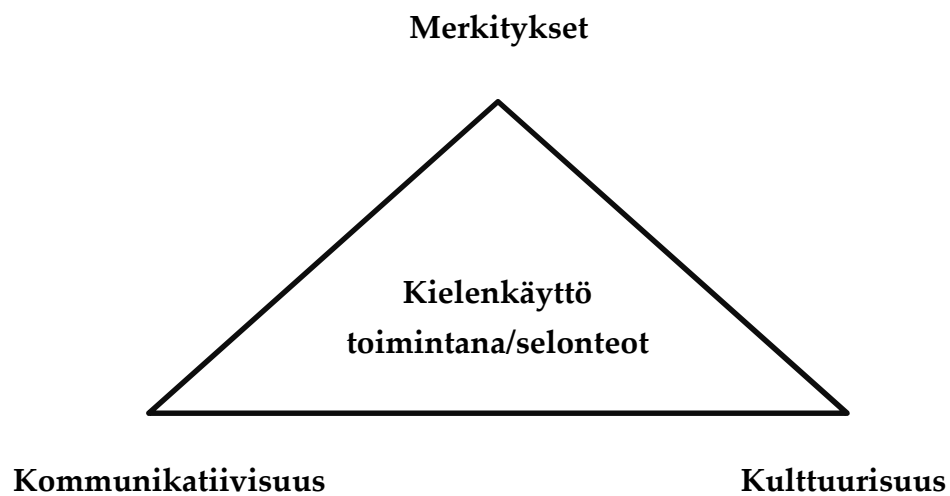 Merkitykset
Kielenkäyttö
toimintana/selonteot
Kommunikatiivisuus
Kulttuurisuus